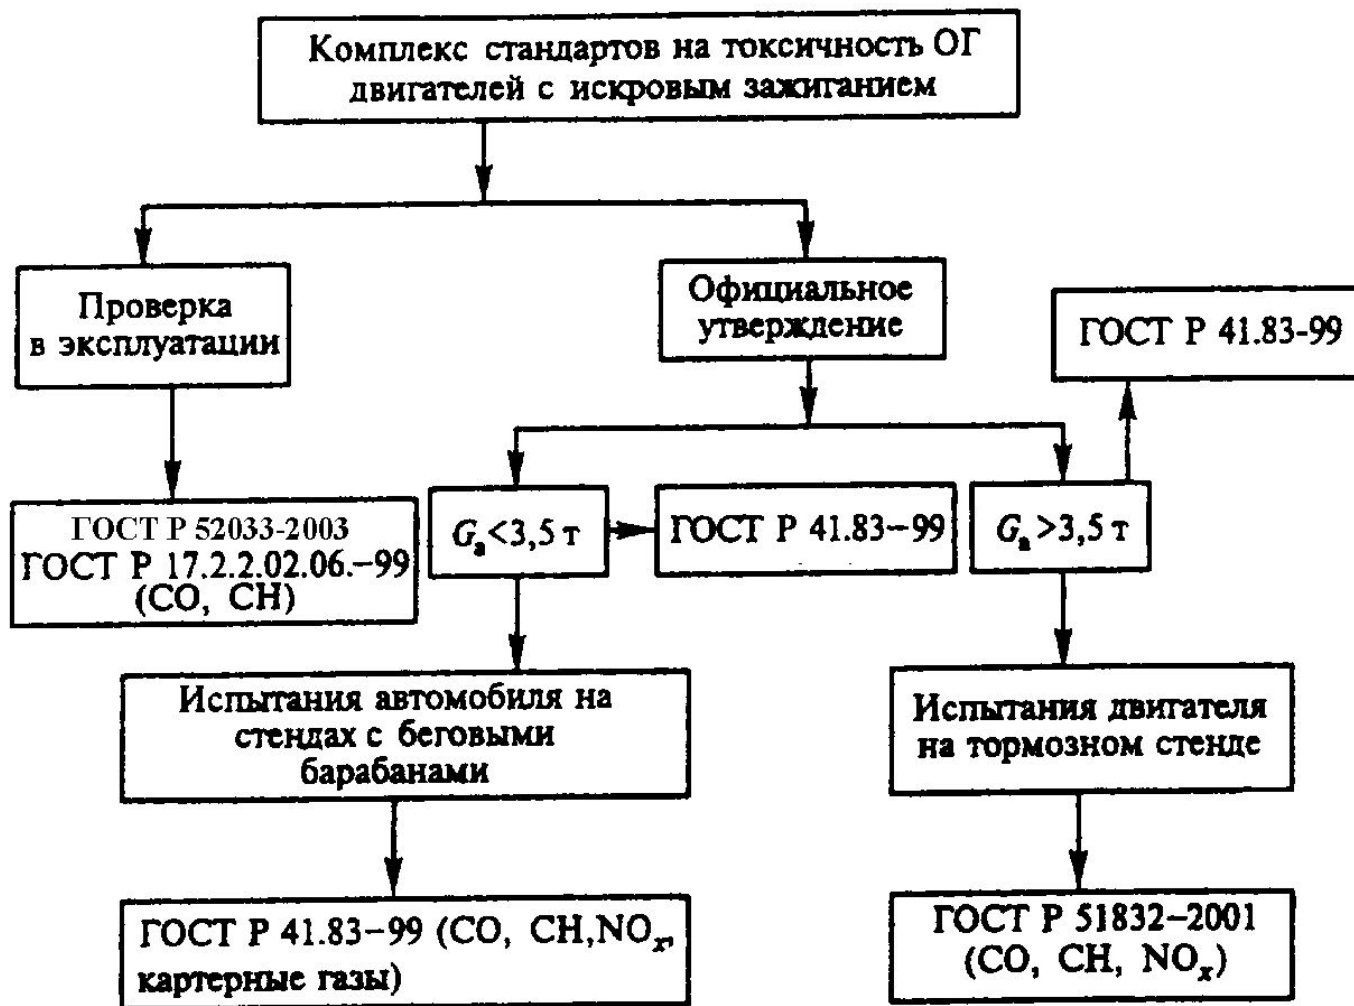 Комплекс стандартов на токсичность ОГ
двигателей с искровым зажиганием
Проверка
в эксплуатации
Официальное
утверждение
ГОСТ Р 41.83-99
ГОСТ Р 52033-2003
ГОСТ Р 17.2.2.02.06.–99
(CO, CH)
Gа<3,5 т
ГОСТ Р 41.83–99
Gа>3,5 т
Испытания автомобиля на
стендах с беговыми
барабанами
Испытания двигателя
на тормозном стенде
ГОСТ Р 41.83–99 (CO, CH,NOx,
картерные газы)
ГОСТ Р 51832–2001
(CO, CH, NOx)